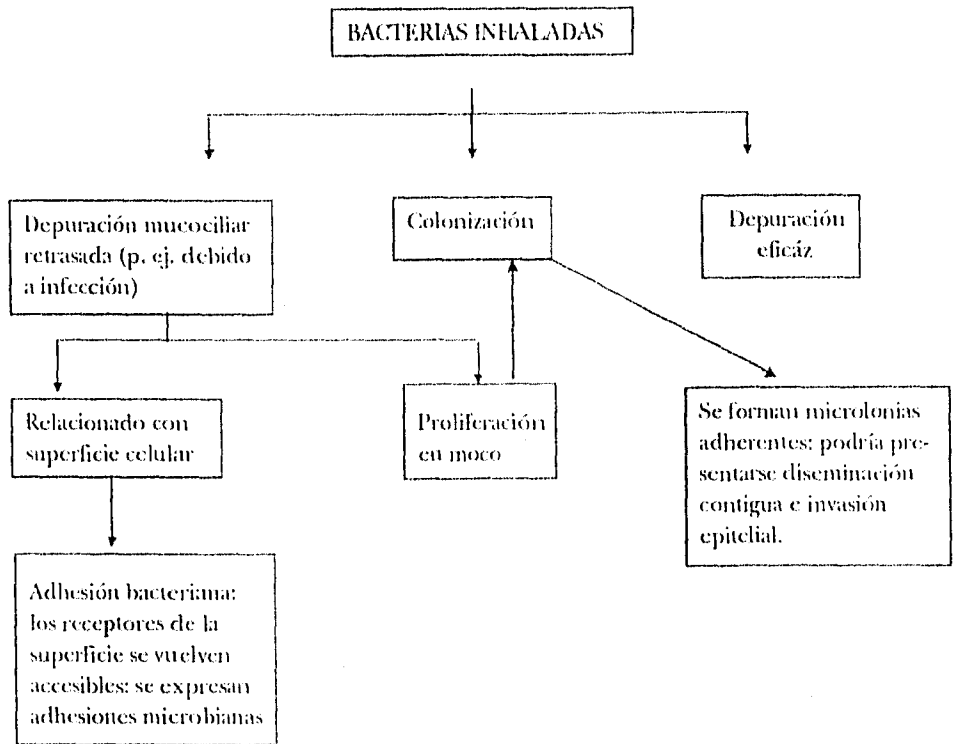 BACTERIAS INHALADAS
Depuración mucociliar
retrasada (p. ej. debido
a infección)
Colonización
Depuración
eficáz
Relacionado con
superficie celular
Proliferación
en moco
Se forman microlonías
adherentes: podría pre-
sentarse diseminación
contigua e invasión
epitelial.
Adhesión bacteriana:
los receptores de la
superficie se vuelven
accesibles: se expresan
adhesiones microbianas